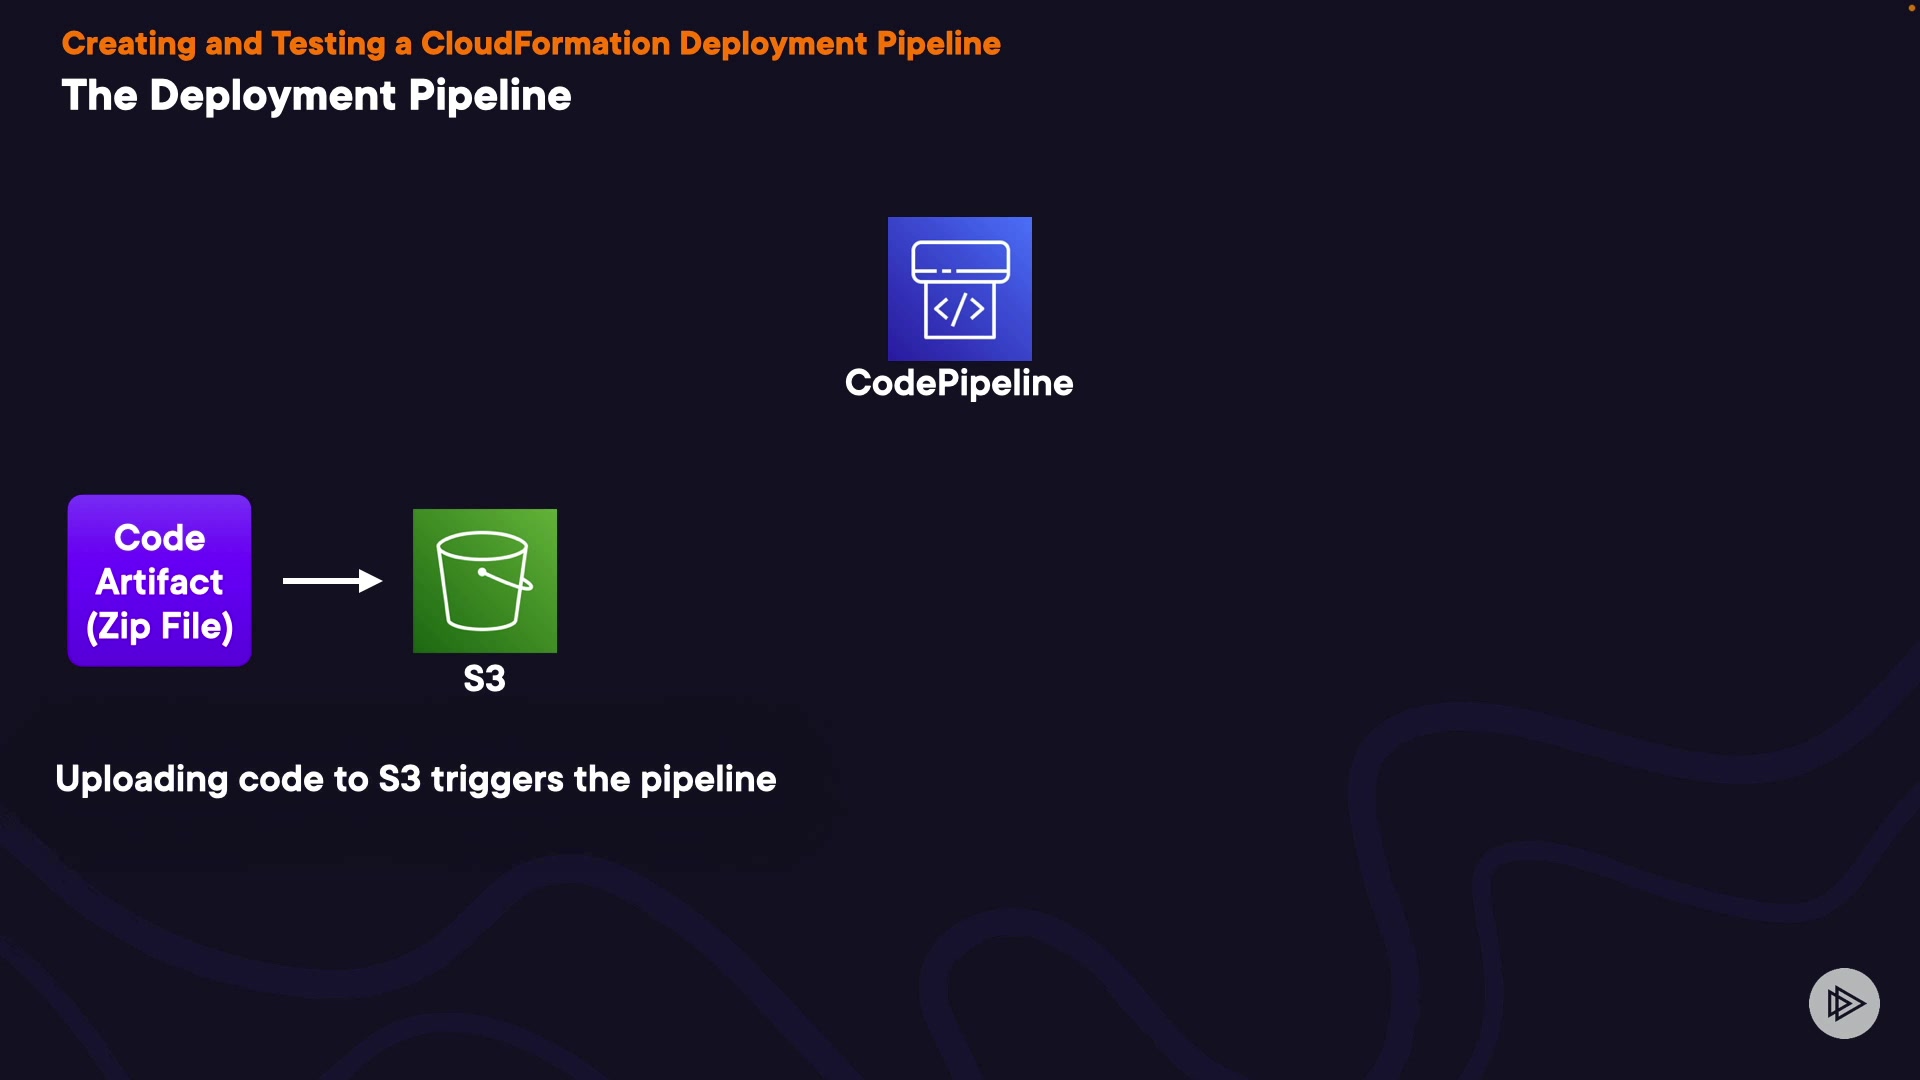 Creating and Testing a CloudFormation Deployment Pipeline
The Deployment Pipeline
</>
CodePipeline
Code
Artifact
(Zip File)
S3
Uploading code to S3 triggers the pipeline